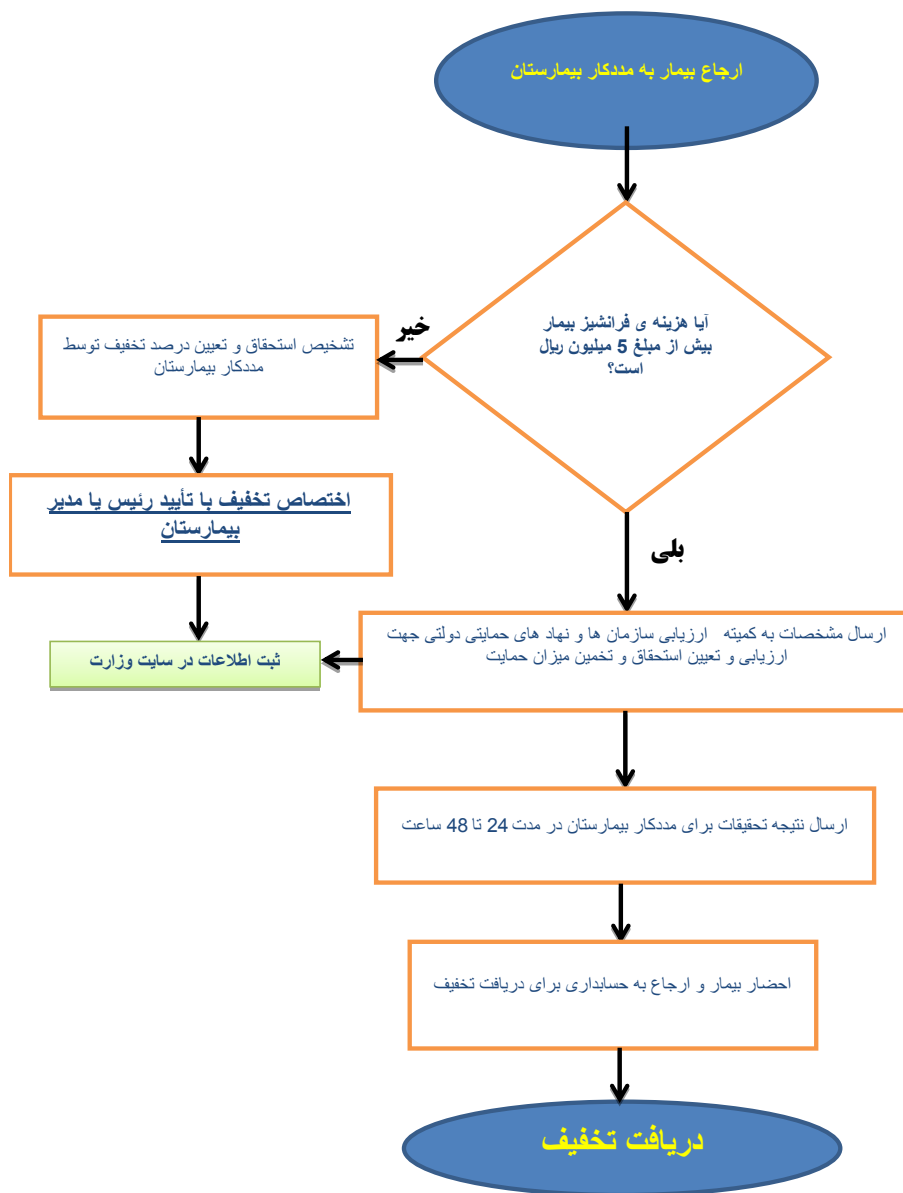 ارجاع بیمار به مددکار بیمارستان
آیا هزینه ی فرانشیز بیمار
بیش از مبلغ 5 میلیون ریال
است؟
خیر
تشخیص استحقاق و تعیین درصد تخفیف توسط
مددکار بیمارستان
اختصاص تخفیف با تأیید رئیس یا مدیر
بیمارستان
بلی
ارسال مشخصات به کمیته ارزیابی سازمان ها و نهاد های حمایتی دولتی جهت
ارزیابی و تعیین استحقاق و تخمین میزان حمایت
ثبت اطلاعات در سایت وزارت
ارسال نتیجه تحقیقات برای مددکار بیمارستان در مدت 24 تا 48 ساعت
احضار بیمار و ارجاع به حسابداری برای دریافت تخفیف
دریافت تخفیف